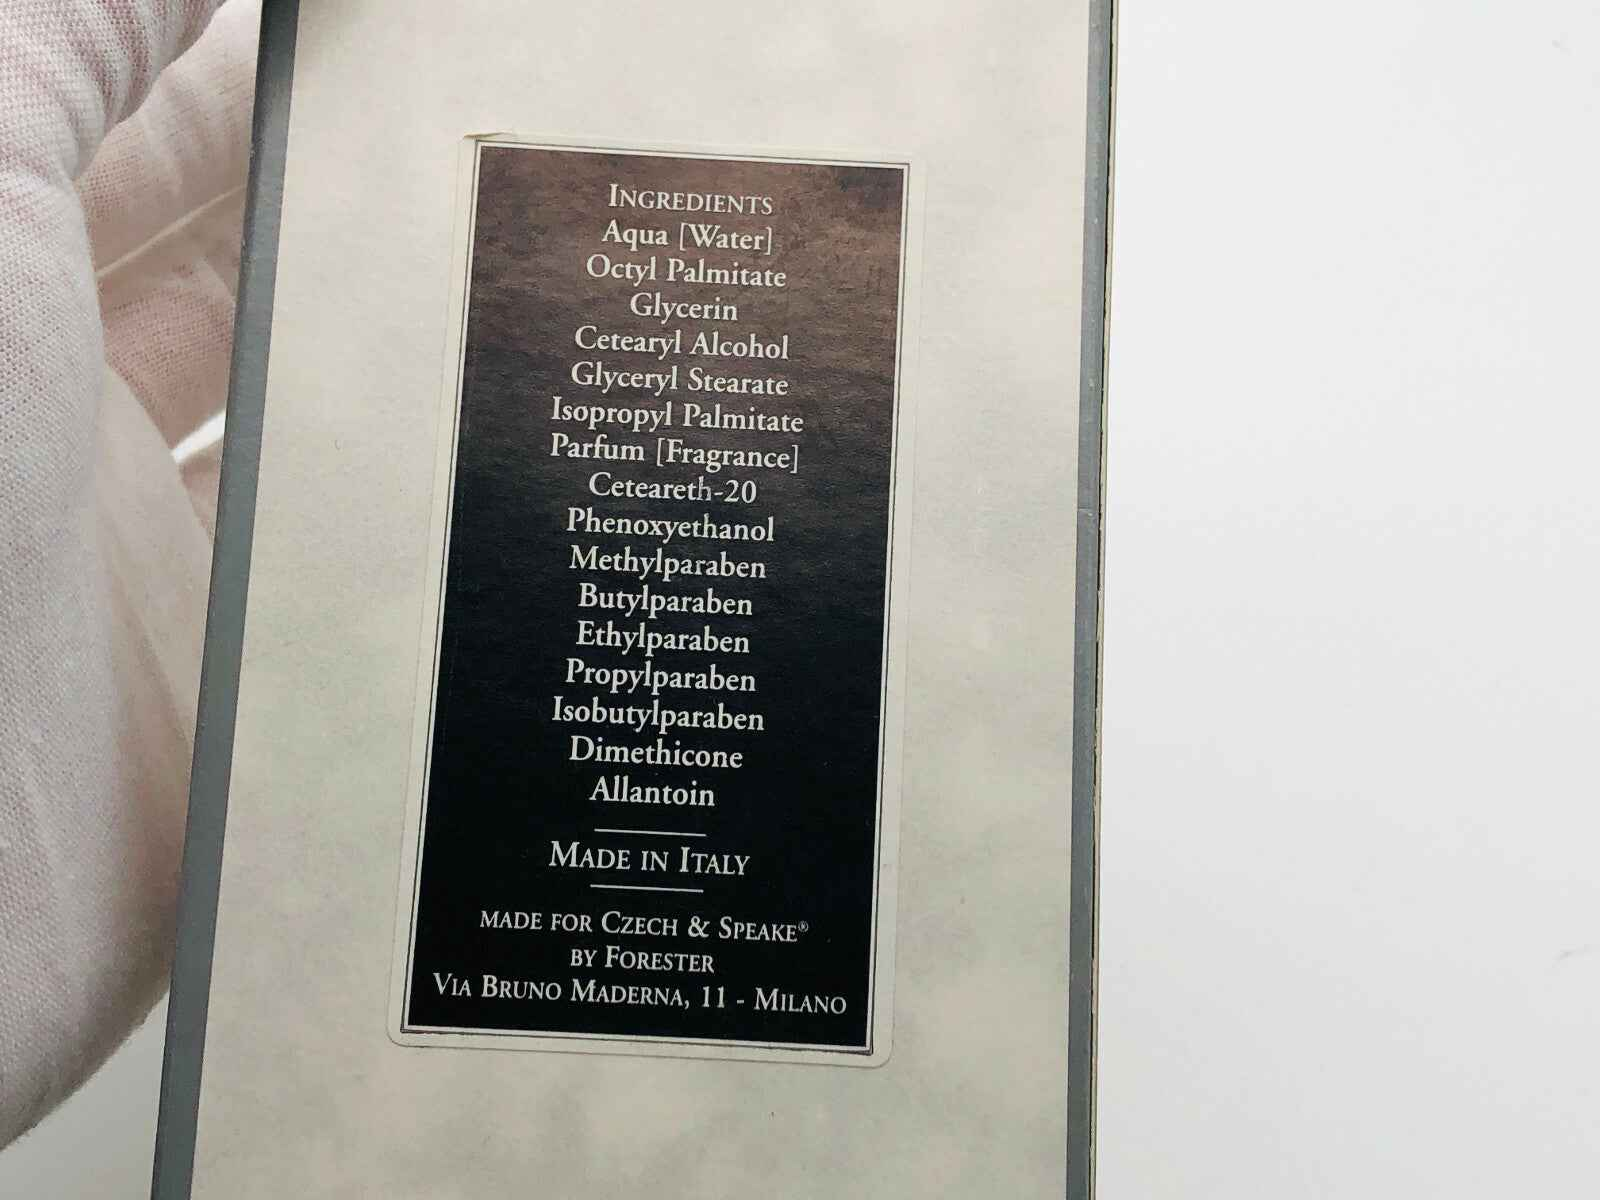 INGREDIENTS
Aqua [Water]
Octyl Palmitate
Glycerin
Cetearyl Alcohol
Glyceryl Stearate
Isopropyl Palmitate
Parfum [Fragrance]
Ceteareth-20
Phenoxyethanol
Methylparaben
Butylparaben
Ethylparaben
Propylparaben
Isobutylparaben
Dimethicone
Allantoin
MADE IN ITALY
MADE FOR CZECH & SPEAKE®
BY FORESTER
VIA BRUNO MADERNA, 11 - MILANO